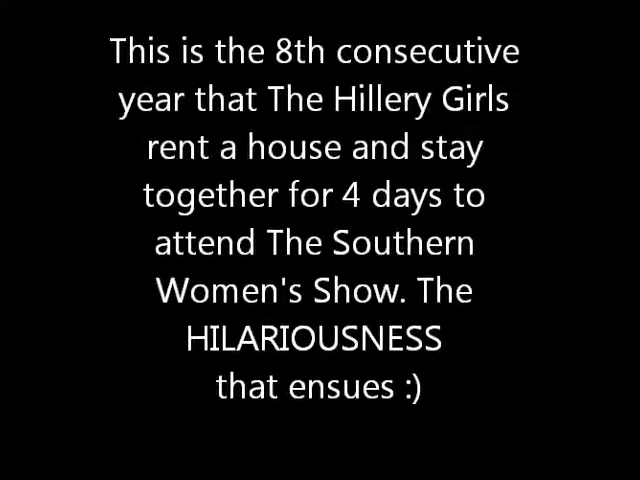 This is the 8th consecutive
year that The Hillery Girls
rent a house and stay
together for 4 days to
attend The Southern
Women's Show. The
HILARIOUSNESS
that ensues :)